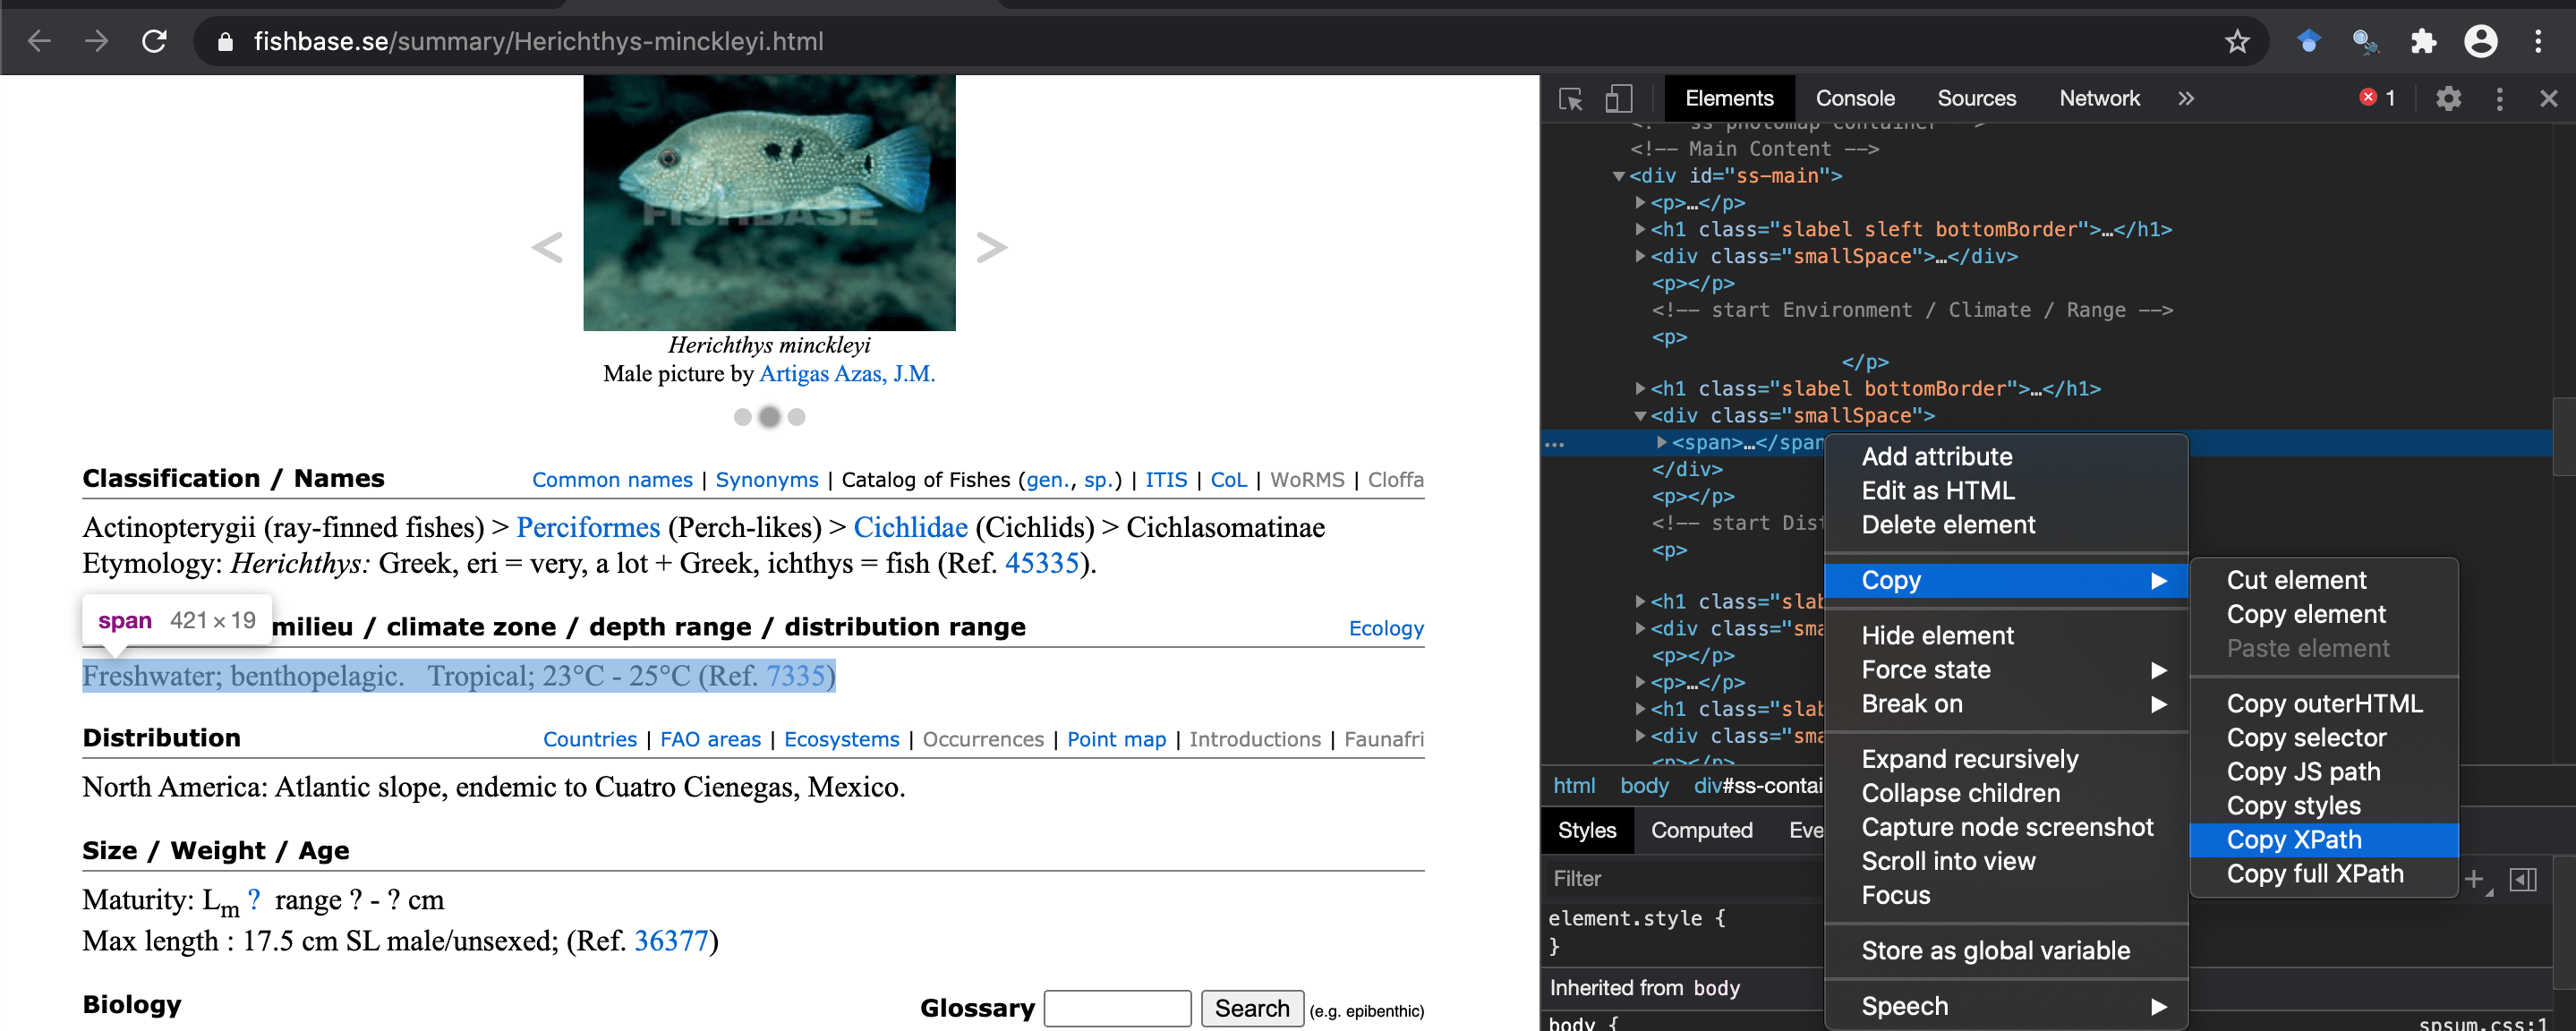 fishbase.se/summary/Herichthys-minckleyi.html
FISHBASE
< >
Herichthys minckleyi
Male picture by Artigas Azas, J.M.
Classification / Names Common names | Synonyms | Catalog of Fishes (gen., sp.) | ITIS | CoL | WoRMS | Cloffa
Actinopterygii (ray-finned fishes) > Perciformes (Perch-likes) > Cichlidae (Cichlids) > Cichlasomatinae
Etymology: Herichthys: Greek, eri = very, a lot + Greek, ichthys = fish (Ref. 45335).
span 421 × 19
milieu / climate zone / depth range / distribution range Ecology
Freshwater; benthopelagic. Tropical; 23°C - 25°C (Ref. 7335)
Distribution Countries | FAO areas | Ecosystems | Occurrences | Point map | Introductions | Faunafri
North America: Atlantic slope, endemic to Cuatro Cienegas, Mexico.
Size / Weight / Age
Maturity: Lm ? range ? - ? cm
Max length : 17.5 cm SL male/unsexed; (Ref. 36377)
Biology Glossary Search (e.g. epibenthic)
Elements Console Sources Network » 1
<!-- ss-photomap-container -->
<!-- Main Content -->
<div id="ss-main">
<p>…</p>
<h1 class="slabel sleft bottomBorder">…</h1>
<div class="smallSpace">…</div>
<p></p>
<!-- start Environment / Climate / Range -->
<p>
</p>
<h1 class="slabel bottomBorder">…</h1>
<div class="smallSpace">
… <span>…</span
</div>
<p></p>
<!-- start Dist
<p>
<h1 class="slab
<div class="sma
<p></p>
<p>…</p>
<h1 class="slab
<div class="sma
<p></p>
html body div#ss-contai
Styles Computed Eve
Filter
element.style {
}
Inherited from body
body { spsum.css:1
Add attribute
Edit as HTML
Delete element
Copy
Hide element
Force state
Break on
Expand recursively
Collapse children
Capture node screenshot
Scroll into view
Focus
Store as global variable
Speech
Cut element
Copy element
Paste element
Copy outerHTML
Copy selector
Copy JS path
Copy styles
Copy XPath
Copy full XPath